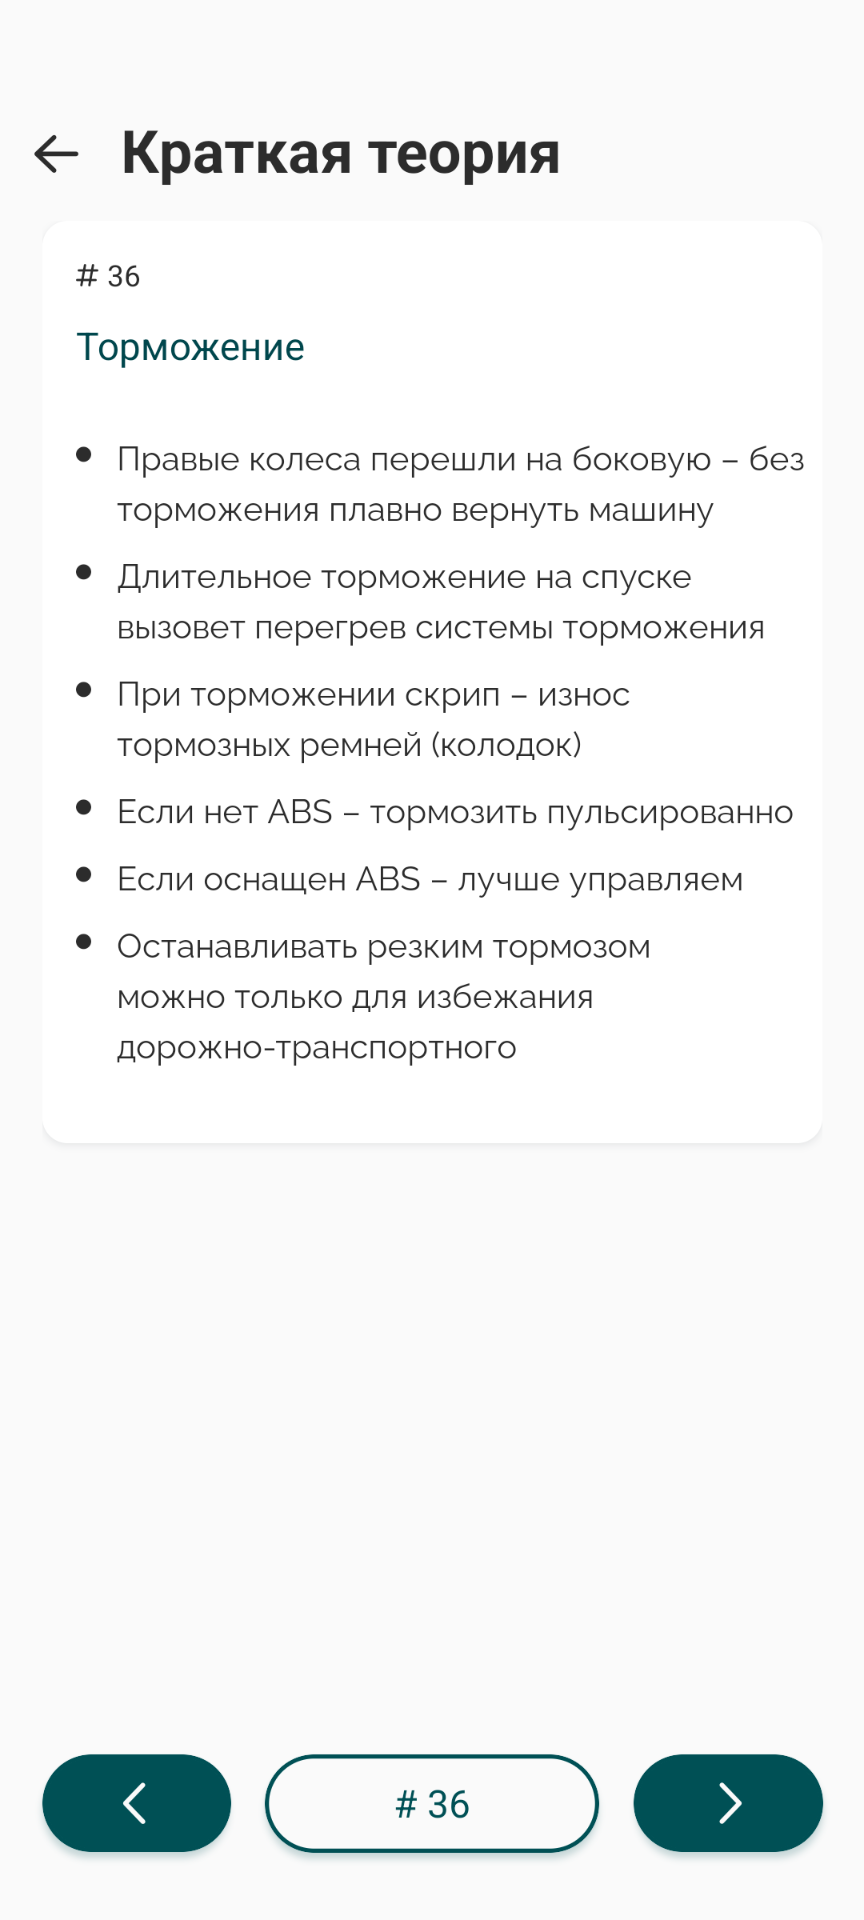 Краткая теория
# 36
Торможение
• Правые колеса перешли на боковую – без
торможения плавно вернуть машину
• Длительное торможение на спуске
вызовет перегрев системы торможения
• При торможении скрип – износ
тормозных ремней (колодок)
• Если нет ABS – тормозить пульсированно
• Если оснащен ABS – лучше управляем
• Останавливать резким тормозом
можно только для избежания
дорожно-транспортного
# 36